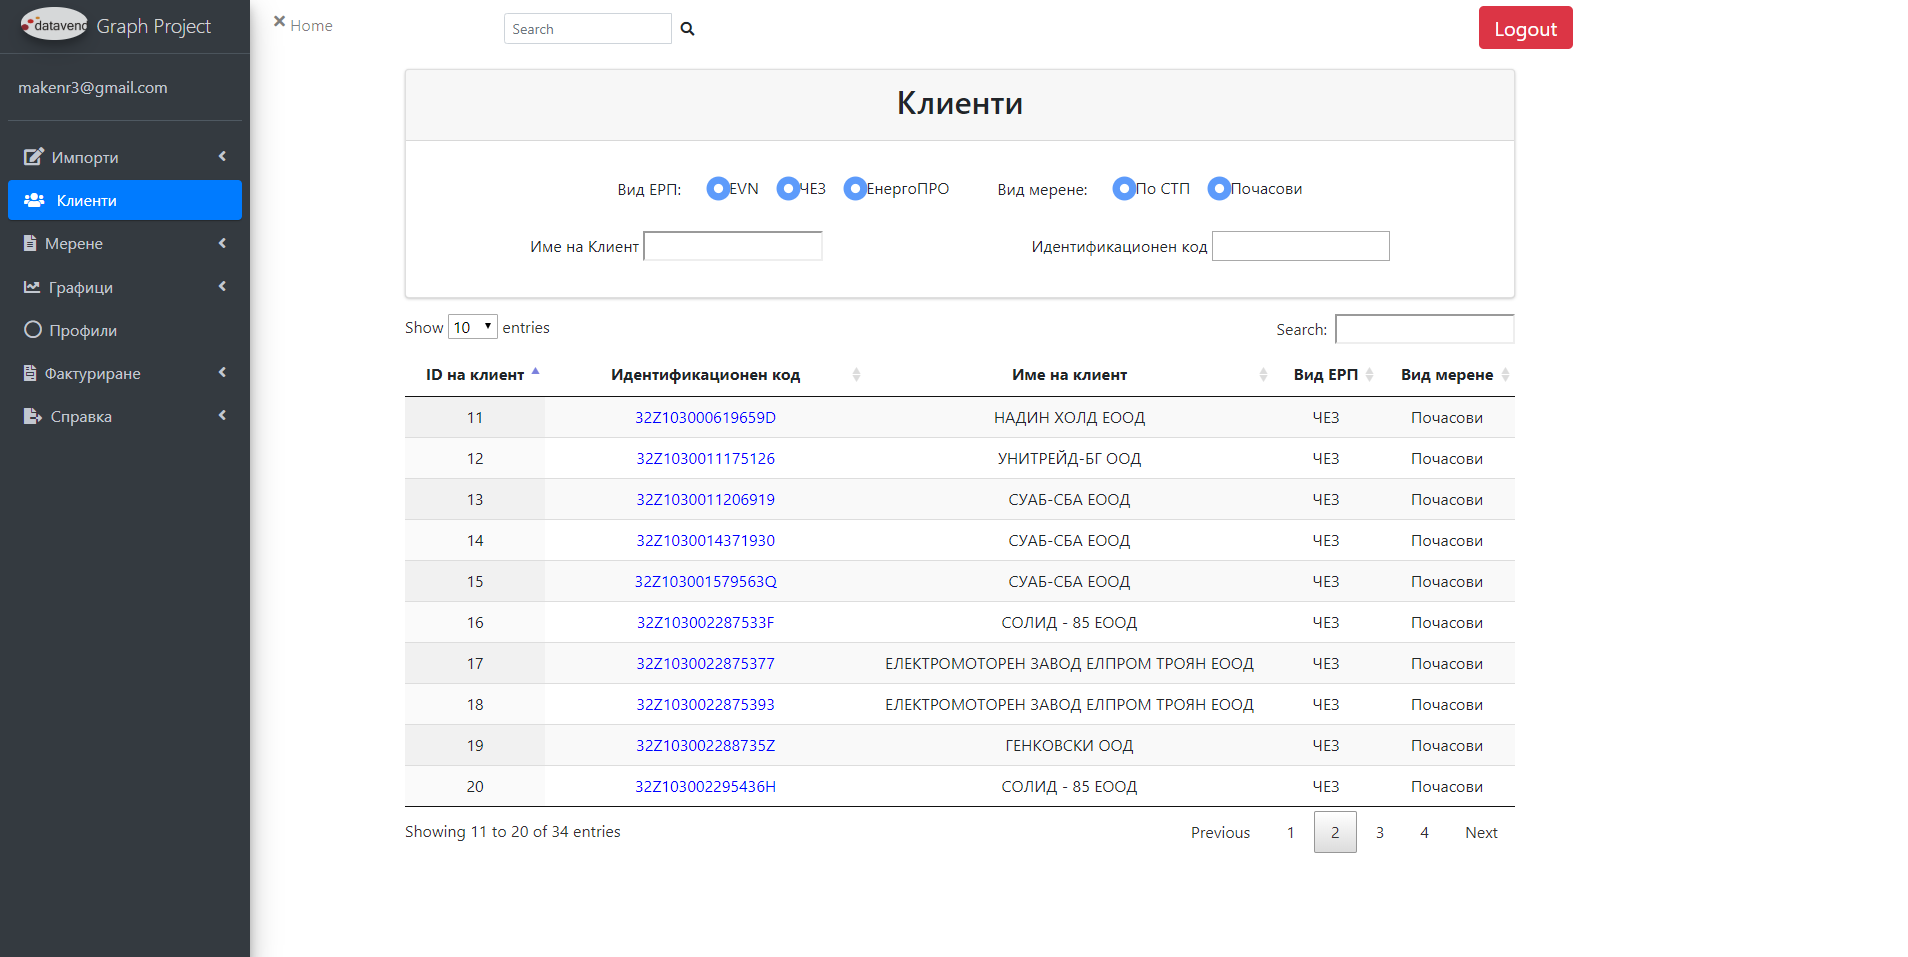 datavend Graph Project
Home
Search
Logout
makenr3@gmail.com
Импорти
Клиенти
Мерене
Графици
Профили
Фактуриране
Справка
Клиенти
Вид ЕРП: EVN ЧЕЗ ЕнергоПРО Вид мерене: По СТП Почасови
Име на Клиент Идентификационен код
Show 10 entries Search:
ID на клиент Идентификационен код Име на клиент Вид ЕРП Вид мерене
11 32Z103000619659D НАДИН ХОЛД ЕООД ЧЕЗ Почасови
12 32Z1030011175126 УНИТРЕЙД-БГ ООД ЧЕЗ Почасови
13 32Z1030011206919 СУАБ-СБА ЕООД ЧЕЗ Почасови
14 32Z1030014371930 СУАБ-СБА ЕООД ЧЕЗ Почасови
15 32Z103001579563Q СУАБ-СБА ЕООД ЧЕЗ Почасови
16 32Z103002287533F СОЛИД - 85 ЕООД ЧЕЗ Почасови
17 32Z1030022875377 ЕЛЕКТРОМОТОРЕН ЗАВОД ЕЛПРОМ ТРОЯН ЕООД ЧЕЗ Почасови
18 32Z1030022875393 ЕЛЕКТРОМОТОРЕН ЗАВОД ЕЛПРОМ ТРОЯН ЕООД ЧЕЗ Почасови
19 32Z103002288735Z ГЕНКОВСКИ ООД ЧЕЗ Почасови
20 32Z103002295436H СОЛИД - 85 ЕООД ЧЕЗ Почасови
Showing 11 to 20 of 34 entries Previous 1 2 3 4 Next